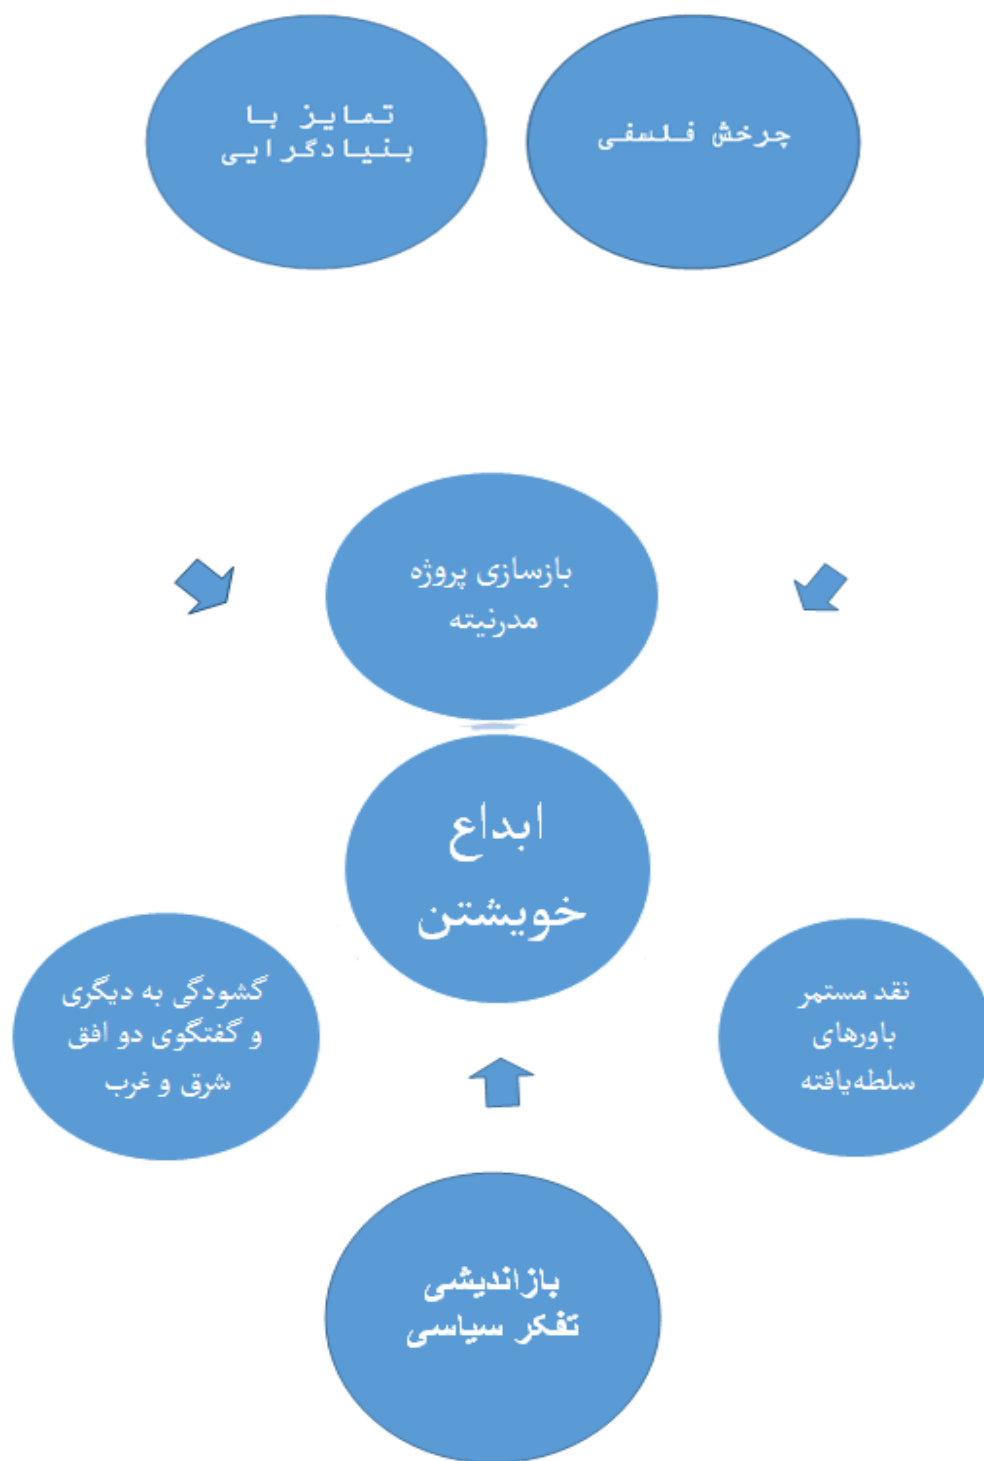 چرخش فلسفی
تمایز با
بنیادگرایی
بازسازی پروژه
مدرنیته
ابداع
خویشتن
نقد مستمر
باورهای
سلطه‌یافته
گشودگی به دیگری
و گفتگوی دو افق
شرق و غرب
بازاندیشی
تفکر سیاسی